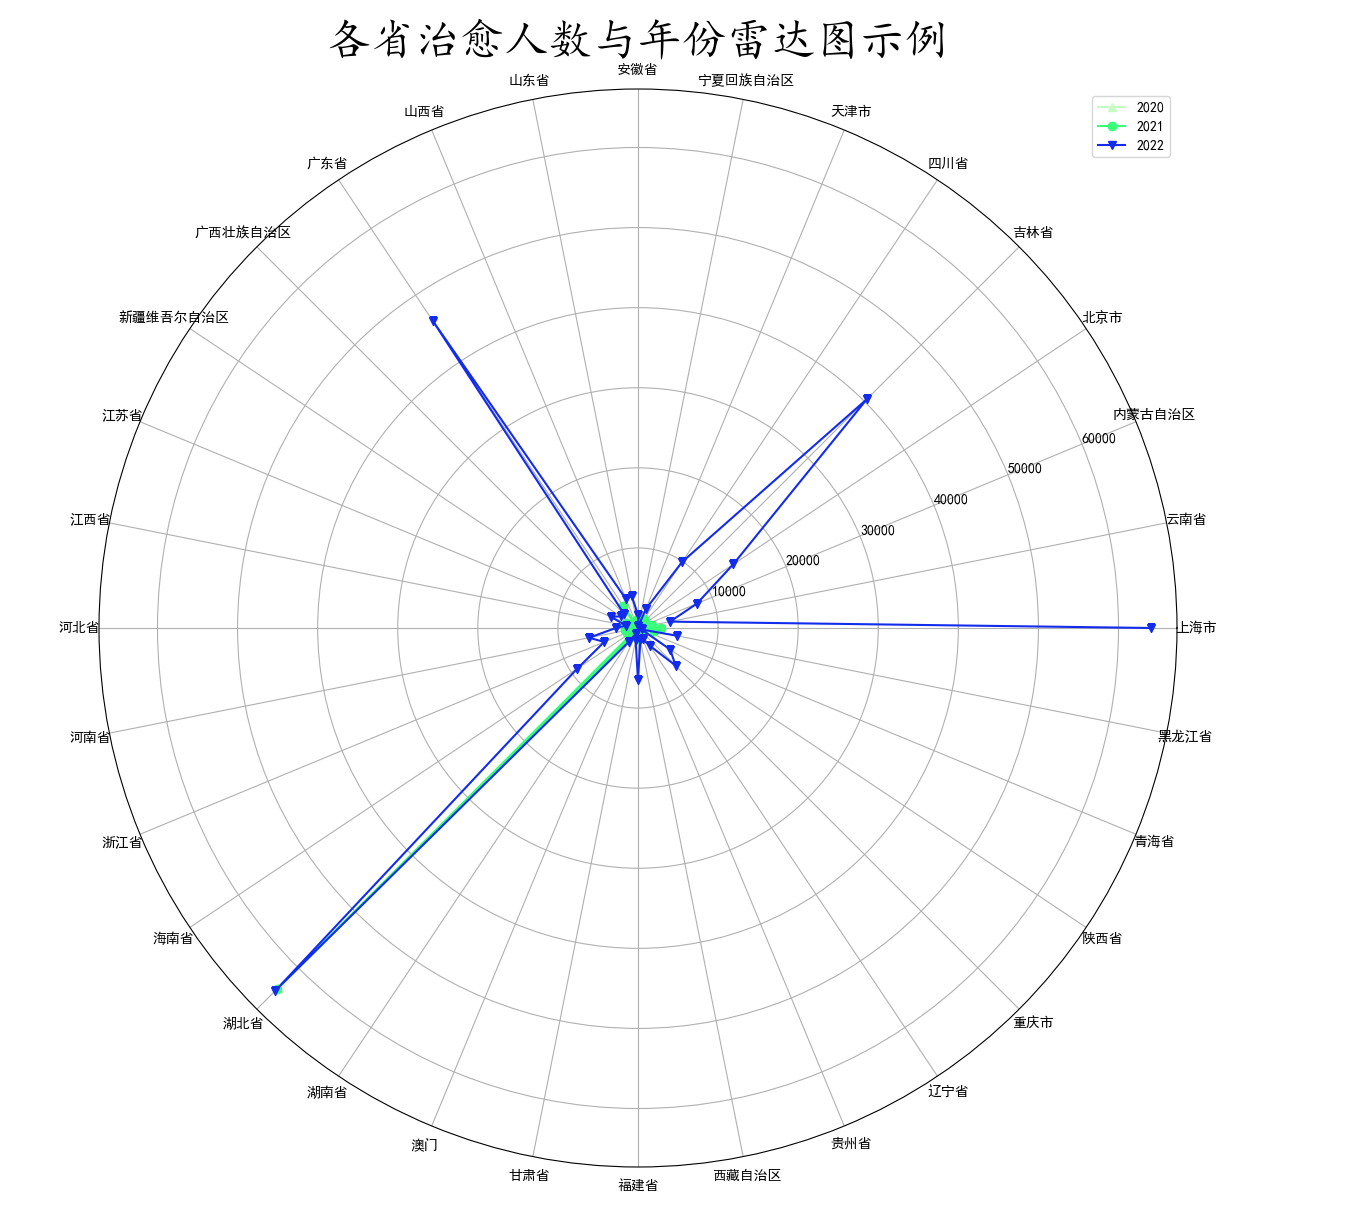 各省治愈人数与年份雷达图示例
安徽省
山东省
宁夏回族自治区
山西省
天津市
2020
2021
2022
广东省
四川省
广西壮族自治区
吉林省
新疆维吾尔自治区
北京市
江苏省
内蒙古自治区
60000
50000
40000
30000
20000
10000
江西省
云南省
河北省
上海市
河南省
黑龙江省
浙江省
青海省
海南省
陕西省
湖北省
重庆市
湖南省
辽宁省
澳门
贵州省
甘肃省
西藏自治区
福建省